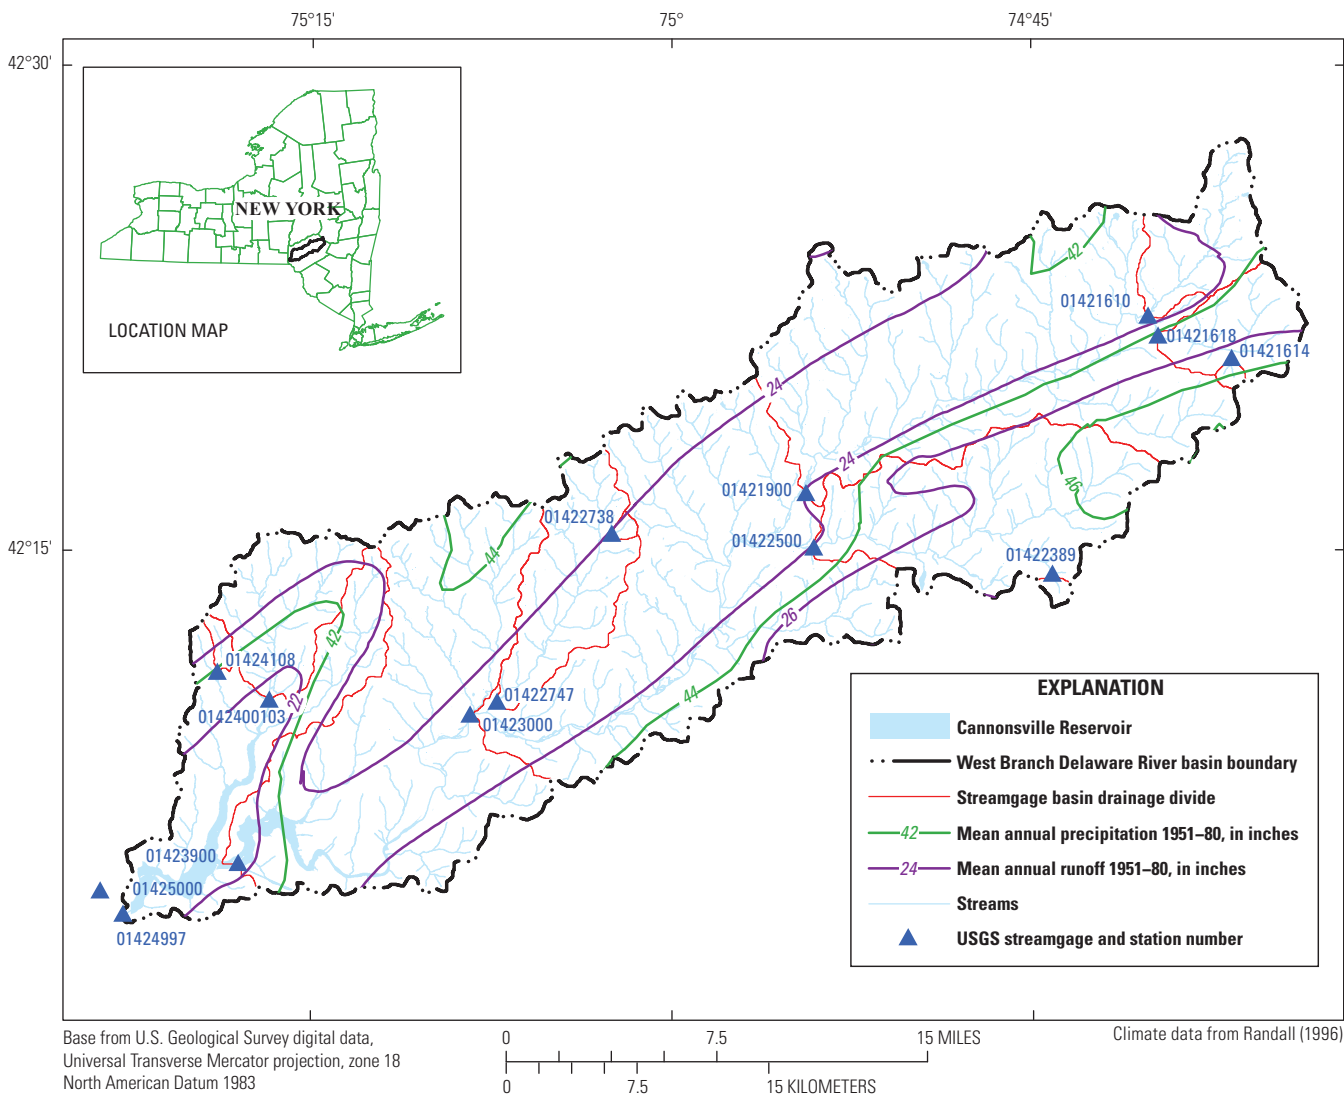 75°15'
75°
74°45'
42°30'
NEW YORK
LOCATION MAP
42
01421610
01421618
01421614
24
24
01421900
46
01422738
44
01422500
01422389
26
42°15'
42
01424108
22
0142400103
01422747
01423000
44
01423900
01425000
01424997
EXPLANATION
Cannonsville Reservoir
West Branch Delaware River basin boundary
Streamgage basin drainage divide
42 Mean annual precipitation 1951–80, in inches
24 Mean annual runoff 1951–80, in inches
Streams
USGS streamgage and station number
Base from U.S. Geological Survey digital data,
Universal Transverse Mercator projection, zone 18
North American Datum 1983
0 7.5 15 MILES
0 7.5 15 KILOMETERS
Climate data from Randall (1996)